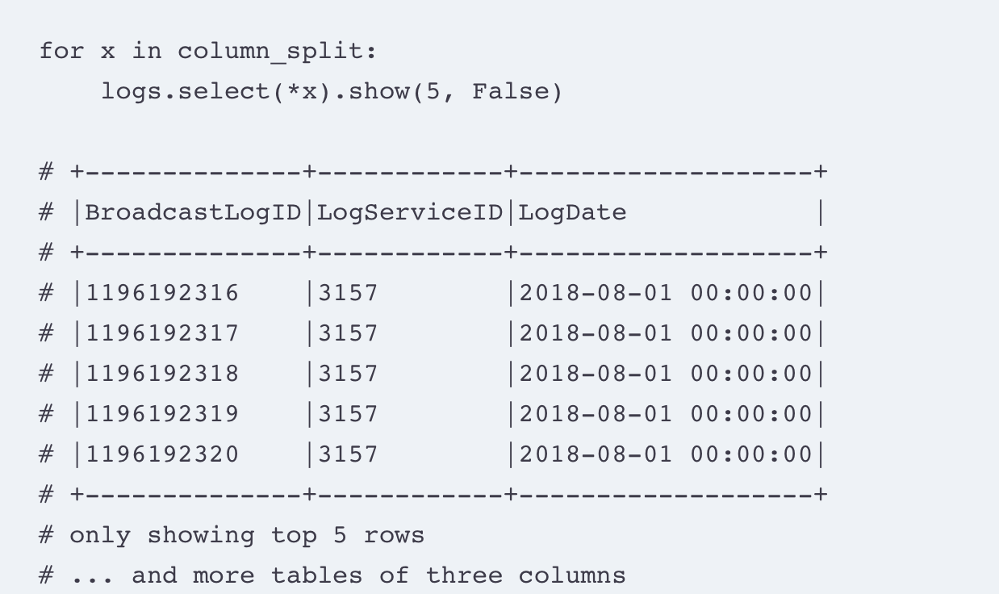 for x in column_split:
    logs.select(*x).show(5, False)

# +--------------+------------+-------------------+
# |BroadcastLogID|LogServiceID|LogDate            |
# +--------------+------------+-------------------+
# |1196192316    |3157        |2018-08-01 00:00:00|
# |1196192317    |3157        |2018-08-01 00:00:00|
# |1196192318    |3157        |2018-08-01 00:00:00|
# |1196192319    |3157        |2018-08-01 00:00:00|
# |1196192320    |3157        |2018-08-01 00:00:00|
# +--------------+------------+-------------------+
# only showing top 5 rows
# ... and more tables of three columns